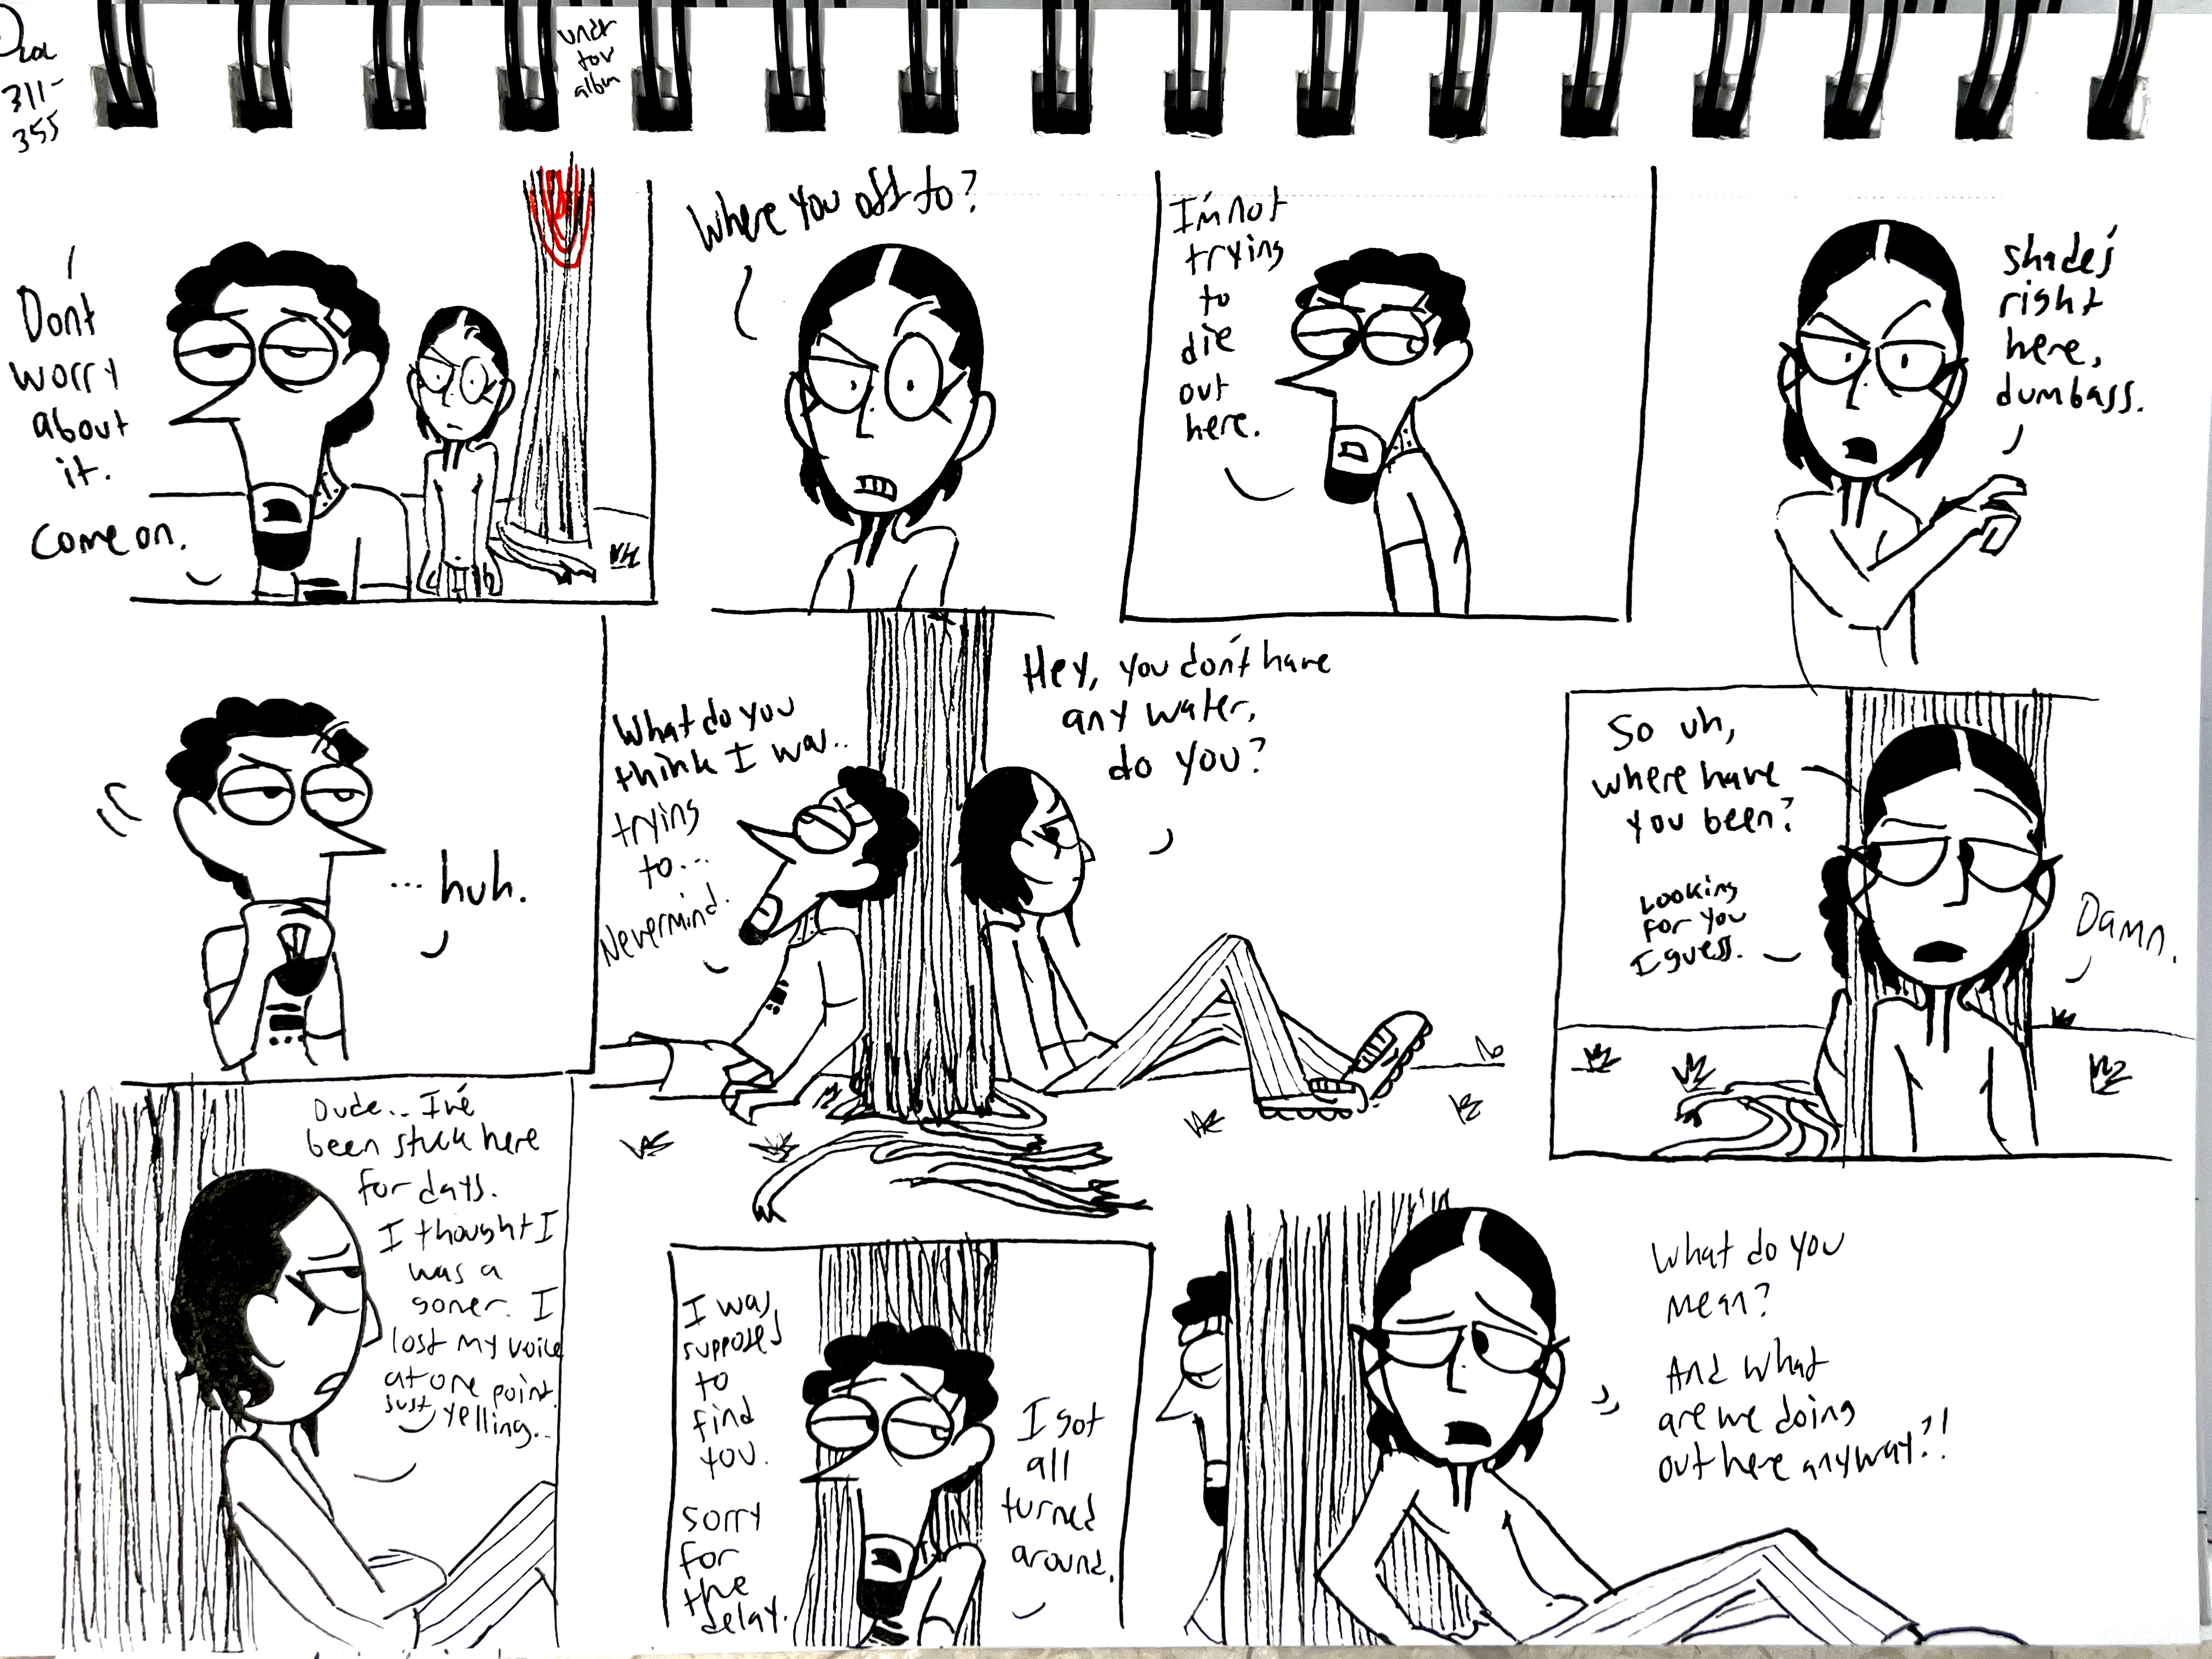 311-
355
album
Don't
worry
about
it.
Come on.
Where you off to?
I'm not
trying
to
die
out
here.
Shade's
right
here,
dumbass.
... huh.
What do you
think I was..
trying
to...
Nevermind.
Hey, you don't have
any water,
do you?
So uh,
where have
you been?
Looking
for you
I guess.
Damn.
Dude.. I've
been stuck here
for days.
I thought I
was a
goner. I
lost my voice
at one point
just yelling..
I was
supposed
to
find
you.
Sorry
for
the
delay.
I got
all
turned
around.
What do you
mean?
And what
are we doing
out here anyway?!